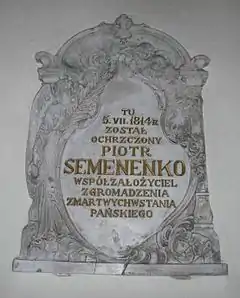 TU
5. VII. 1814 R
ZOSTAŁ
OCHRZCZONY
PIOTR
SEMENENKO
WSPÓŁZAŁOŻYCIEL
ZGROMADZENIA
ZMARTWYCHWSTANIA
PAŃSKIEGO